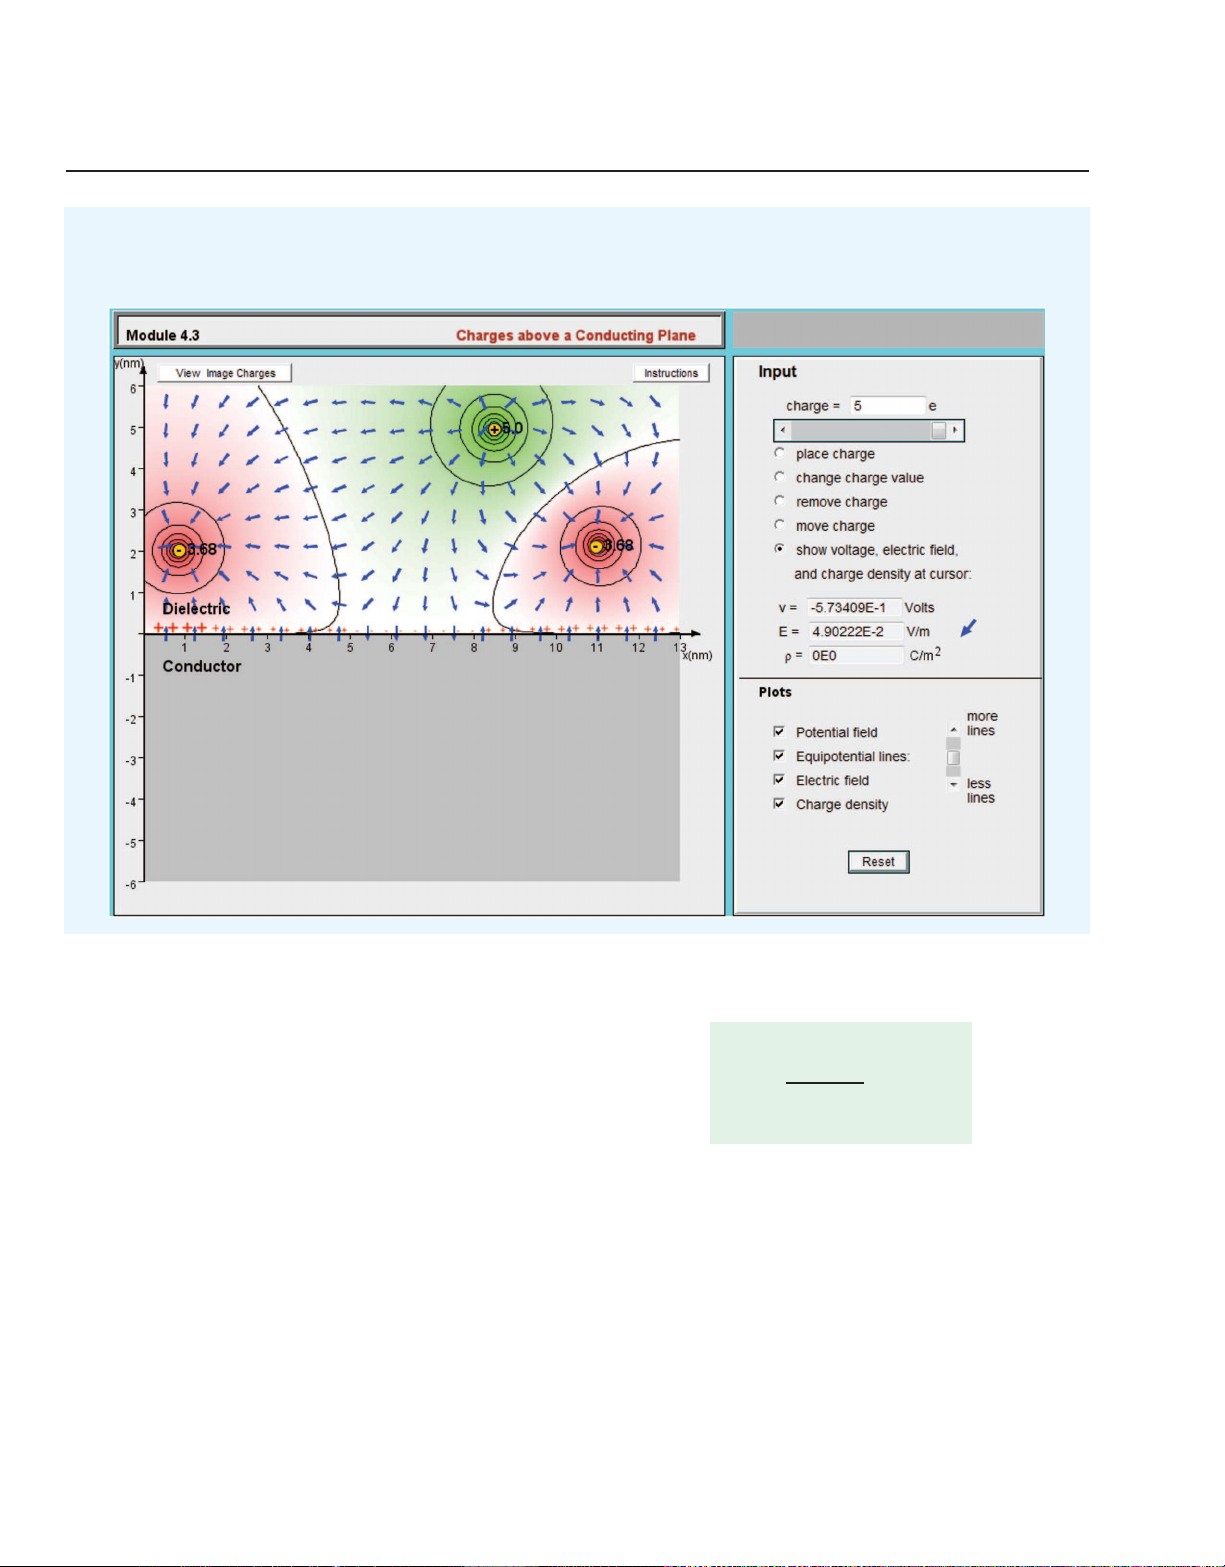 Module 4.3
Charges above a Conducting Plane
y(nm)
View Image Charges
Instructions
6
5
4
3
2
1
5.0
3.68
3.68
Dielectric
1 2 3 4 5 6 7 8 9 10 11 12 13
x(nm)
Conductor
-1
-2
-3
-4
-5
-6
Input
charge = 5 e
place charge
change charge value
remove charge
move charge
show voltage, electric field,
and charge density at cursor:
v = -5.73409E-1 Volts
E = 4.90222E-2 V/m
ρ = 0E0 C/m2
Plots
more
lines
Potential field
Equipotential lines:
Electric field
Charge density
less
lines
Reset